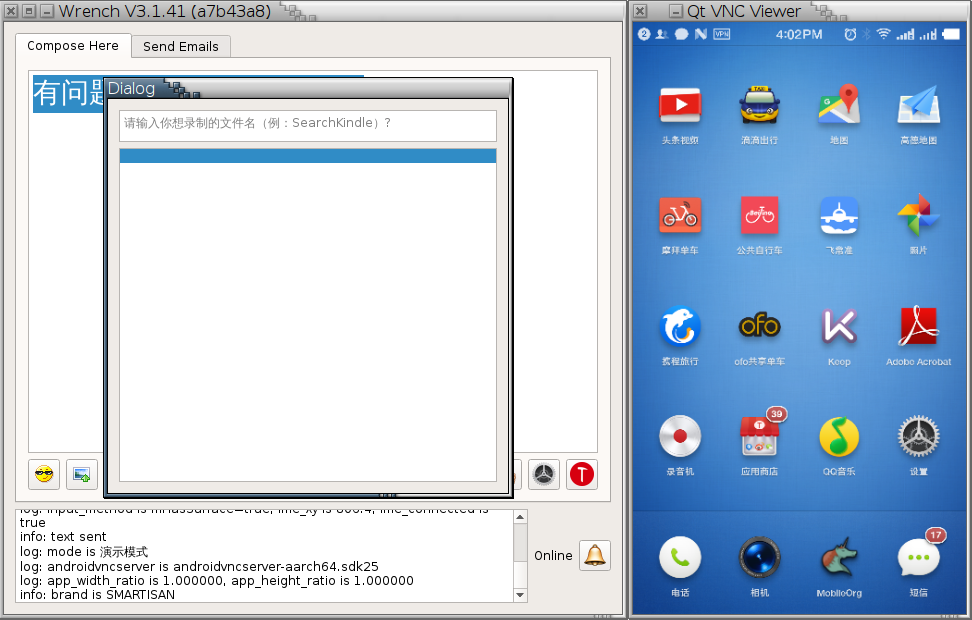 Wrench V3.1.41 (a7b43a8)
Compose Here
Send Emails
有问
Dialog
请输入你想录制的文件名（例：SearchKindle）?
log: input_method is mHasSurface=true, ime_xy is 806.4, ime_connected is
true
info: text sent
log: mode is 演示模式
log: androidvncserver is androidvncserver-aarch64.sdk25
log: app_width_ratio is 1.000000, app_height_ratio is 1.000000
info: brand is SMARTISAN
Online
Qt VNC Viewer
2
VPN
4:02PM
TAXI
头条视频
滴滴出行
地图
高德地图
Beijing
摩拜单车
公共自行车
飞常准
照片
ofo
携程旅行
ofo共享单车
Keep
Adobe Acrobat
39
录音机
应用商店
QQ音乐
设置
17
电话
相机
MobileOrg
短信